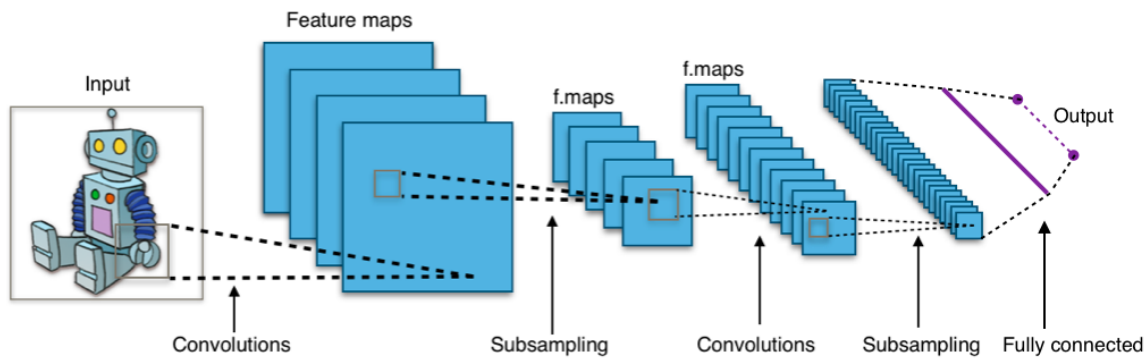 Feature maps
f.maps
Input
f.maps
Output
Convolutions
Subsampling
Convolutions
Subsampling
Fully connected